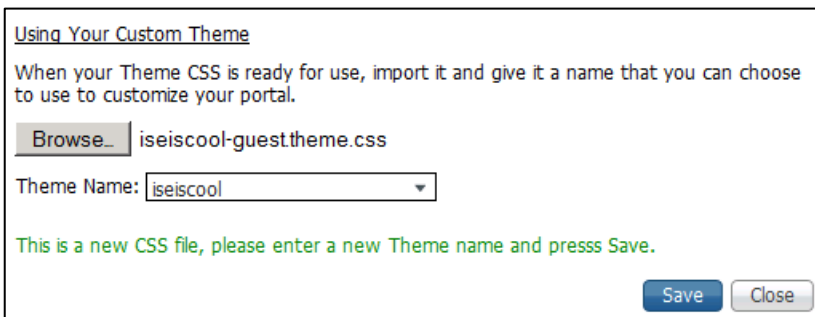 Using Your Custom Theme
When your Theme CSS is ready for use, import it and give it a name that you can choose
to use to customize your portal.
Browse... iseiscool-guest.theme.css
Theme Name: iseiscool
This is a new CSS file, please enter a new Theme name and presss Save.
Save Close